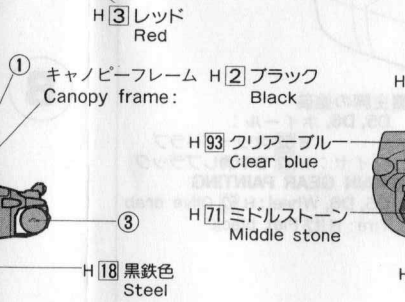 H 3 レッド
Red
①
キャノピーフレーム H 2 ブラック
Canopy frame: Black
H
H 93 クリアーブルー
Clear blue
H 71 ミドルストーン
Middle stone
③
H 18 黒鉄色
Steel
H